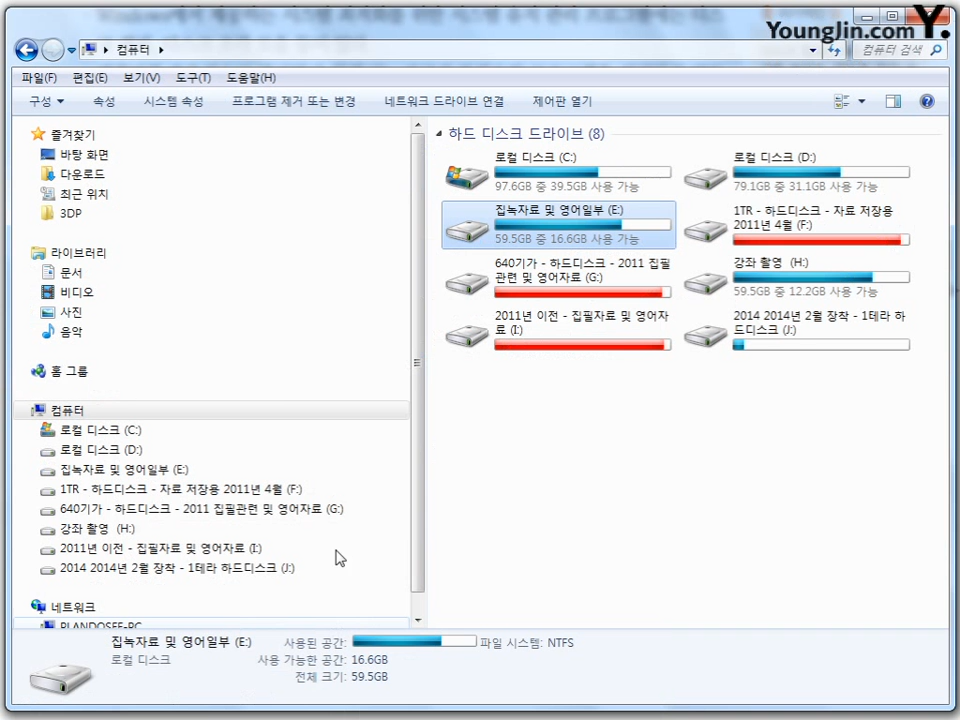 YoungJin.com Y.
컴퓨터
컴퓨터 검색
파일(F) 편집(E) 보기(V) 도구(T) 도움말(H)
구성 속성 시스템 속성 프로그램 제거 또는 변경 네트워크 드라이브 연결 제어판 열기
즐겨찾기
바탕 화면
다운로드
최근 위치
3DP
라이브러리
문서
비디오
사진
음악
홈 그룹
컴퓨터
로컬 디스크 (C:)
로컬 디스크 (D:)
집녹자료 및 영어일부 (E:)
1TR - 하드디스크 - 자료 저장용 2011년 4월 (F:)
640기가 - 하드디스크 - 2011 집필관련 및 영어자료 (G:)
강좌 촬영 (H:)
2011년 이전 - 집필자료 및 영어자료 (I:)
2014 2014년 2월 장착 - 1테라 하드디스크 (J:)
네트워크
PLANDOSEE-PC
하드 디스크 드라이브 (8)
로컬 디스크 (C:)
97.6GB 중 39.5GB 사용 가능
로컬 디스크 (D:)
79.1GB 중 31.1GB 사용 가능
집녹자료 및 영어일부 (E:)
59.5GB 중 16.6GB 사용 가능
1TR - 하드디스크 - 자료 저장용
2011년 4월 (F:)
640기가 - 하드디스크 - 2011 집필
관련 및 영어자료 (G:)
강좌 촬영 (H:)
59.5GB 중 12.2GB 사용 가능
2011년 이전 - 집필자료 및 영어자
료 (I:)
2014 2014년 2월 장착 - 1테라 하
드디스크 (J:)
집녹자료 및 영어일부 (E:) 사용된 공간: 파일 시스템: NTFS
로컬 디스크 사용 가능한 공간: 16.6GB
전체 크기: 59.5GB